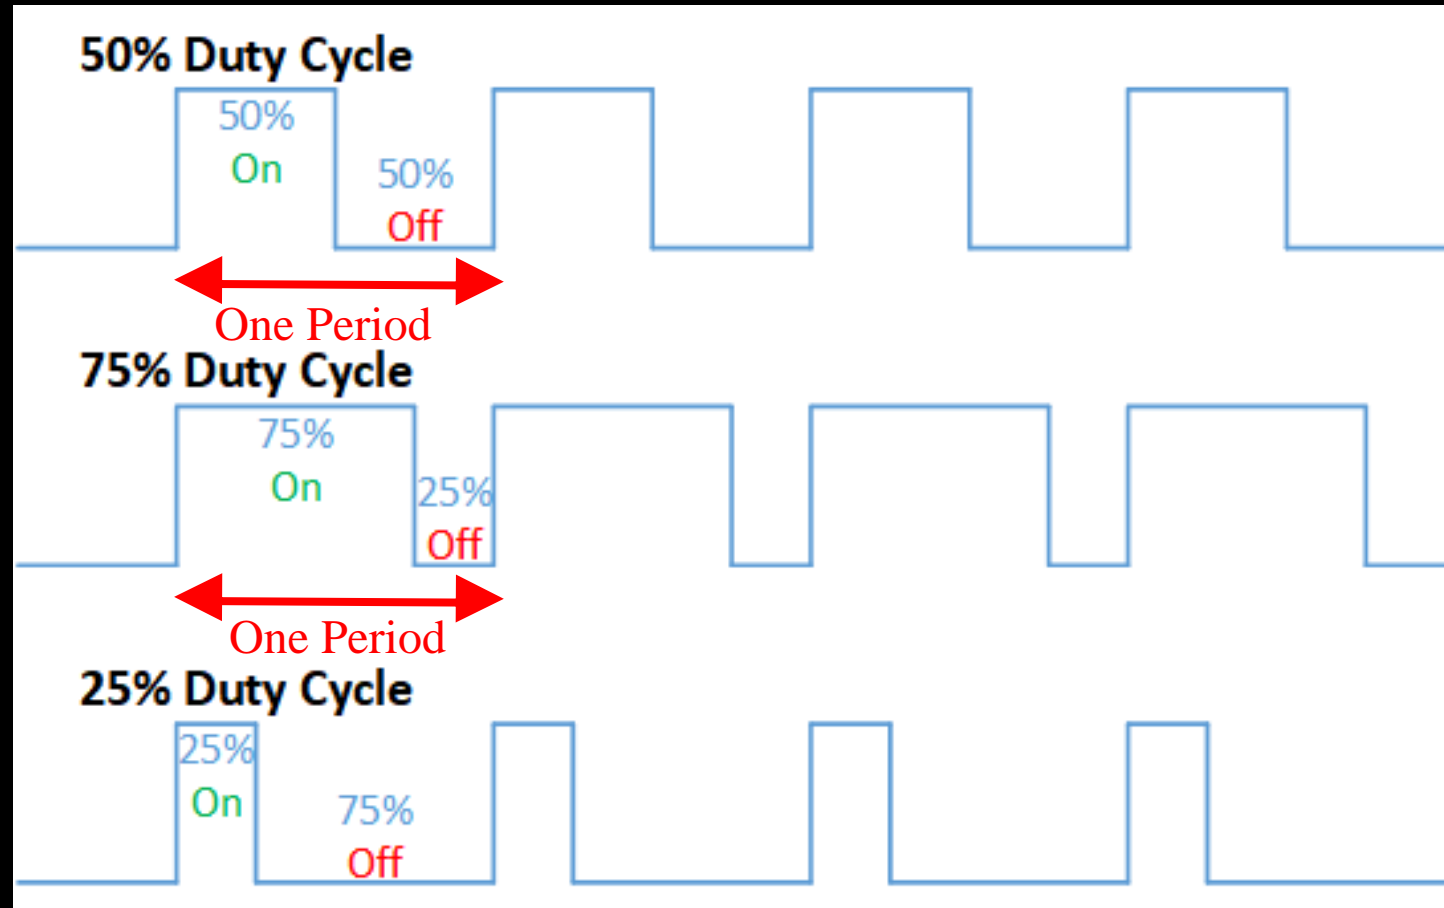 50% Duty Cycle
50%
On
50%
Off
One Period
75% Duty Cycle
75%
On
25%
Off
One Period
25% Duty Cycle
25%
On
75%
Off